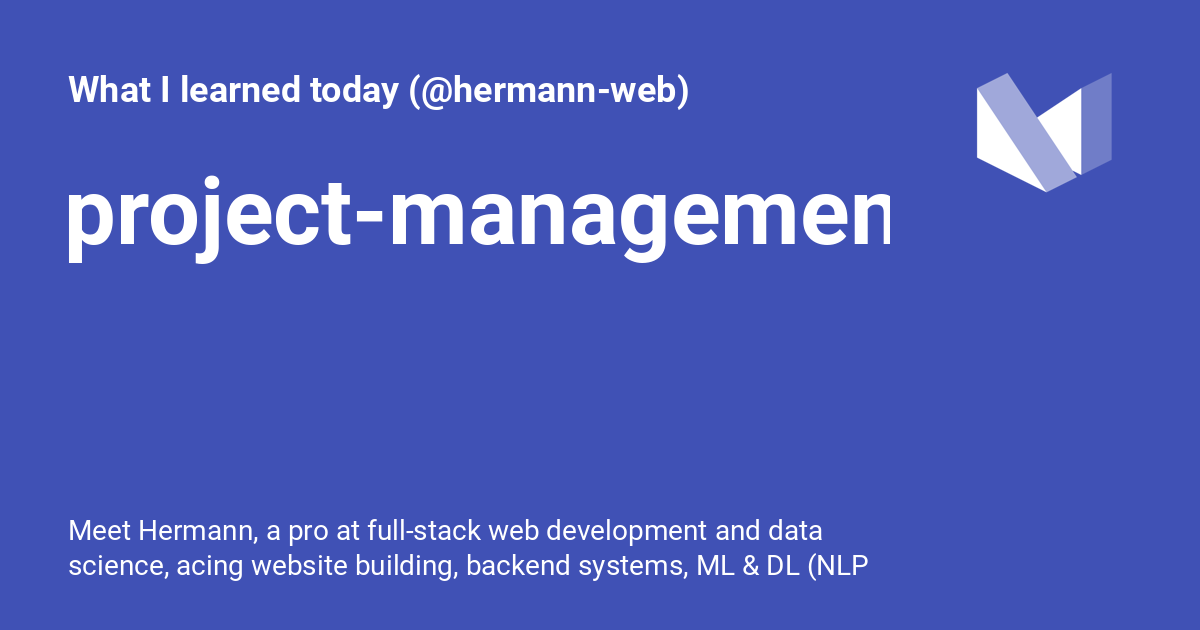 What I learned today (@hermann-web)
project-managemen
Meet Hermann, a pro at full-stack web development and data
science, acing website building, backend systems, ML & DL (NLP